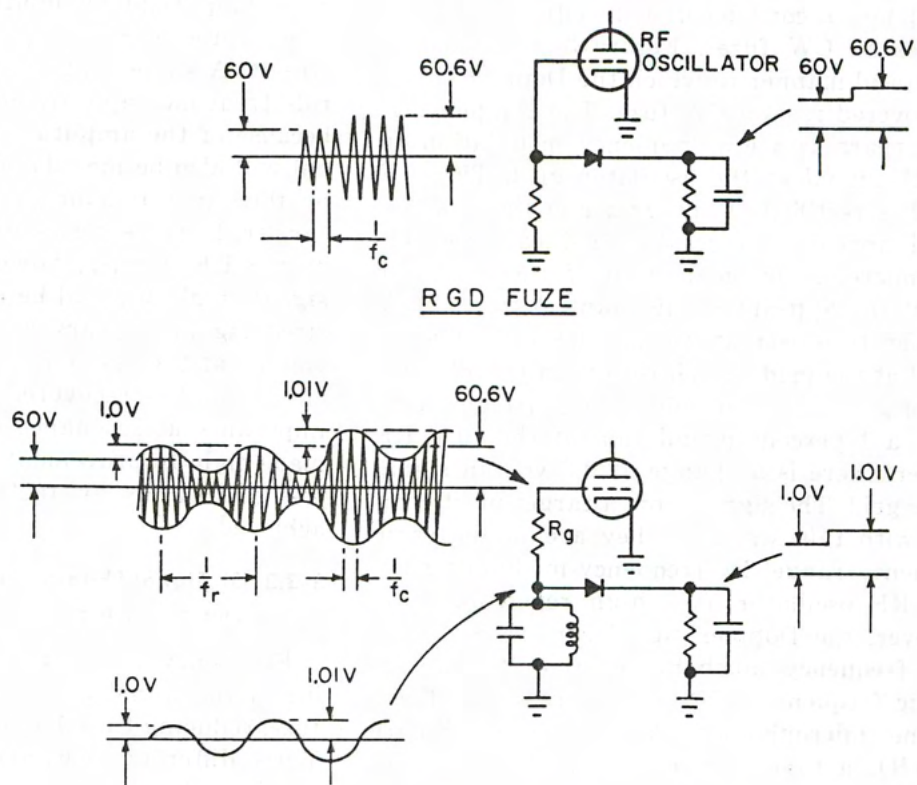 60V
60.6V
1
fc
RF
OSCILLATOR
60V
60.6V
RGD FUZE
60V
1.0V
1.01V
60.6V
1
fr
1
fc
Rg
1.0V
1.01V
1.0V
1.01V